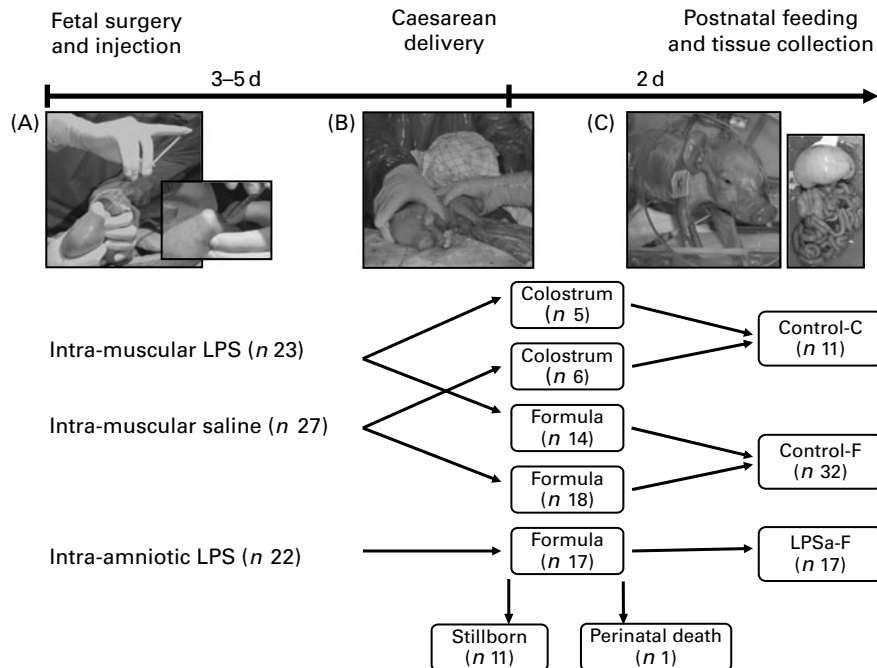 Fetal surgery
and injection
Caesarean
delivery
Postnatal feeding
and tissue collection
3–5 d
2 d
(A)
(B)
(C)
Colostrum
(n 5)
Intra-muscular LPS (n 23)
Control-C
(n 11)
Colostrum
(n 6)
Intra-muscular saline (n 27)
Formula
(n 14)
Control-F
(n 32)
Formula
(n 18)
Intra-amniotic LPS (n 22)
Formula
(n 17)
LPSa-F
(n 17)
Stillborn
(n 11)
Perinatal death
(n 1)